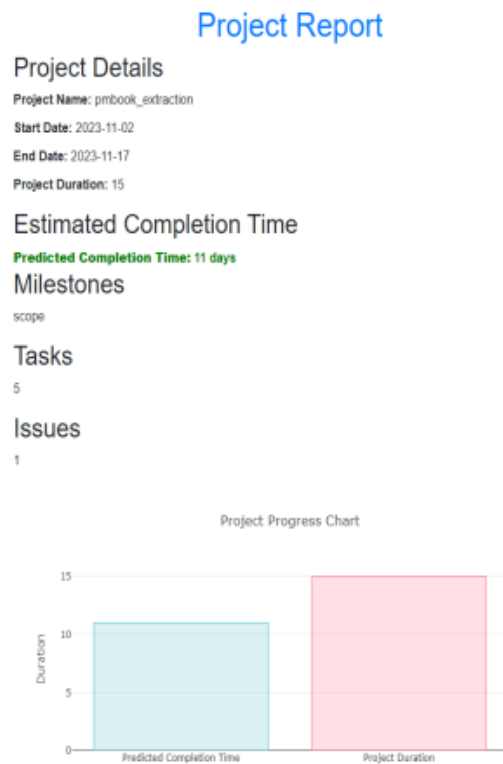 Project Report
Project Details
Project Name: pmbook_extraction
Start Date: 2023-11-02
End Date: 2023-11-17
Project Duration: 15
Estimated Completion Time
Predicted Completion Time: 11 days
Milestones
scope
Tasks
5
Issues
1
Project Progress Chart
15
10
5
0
Duration
Predicted Completion Time
Project Duration